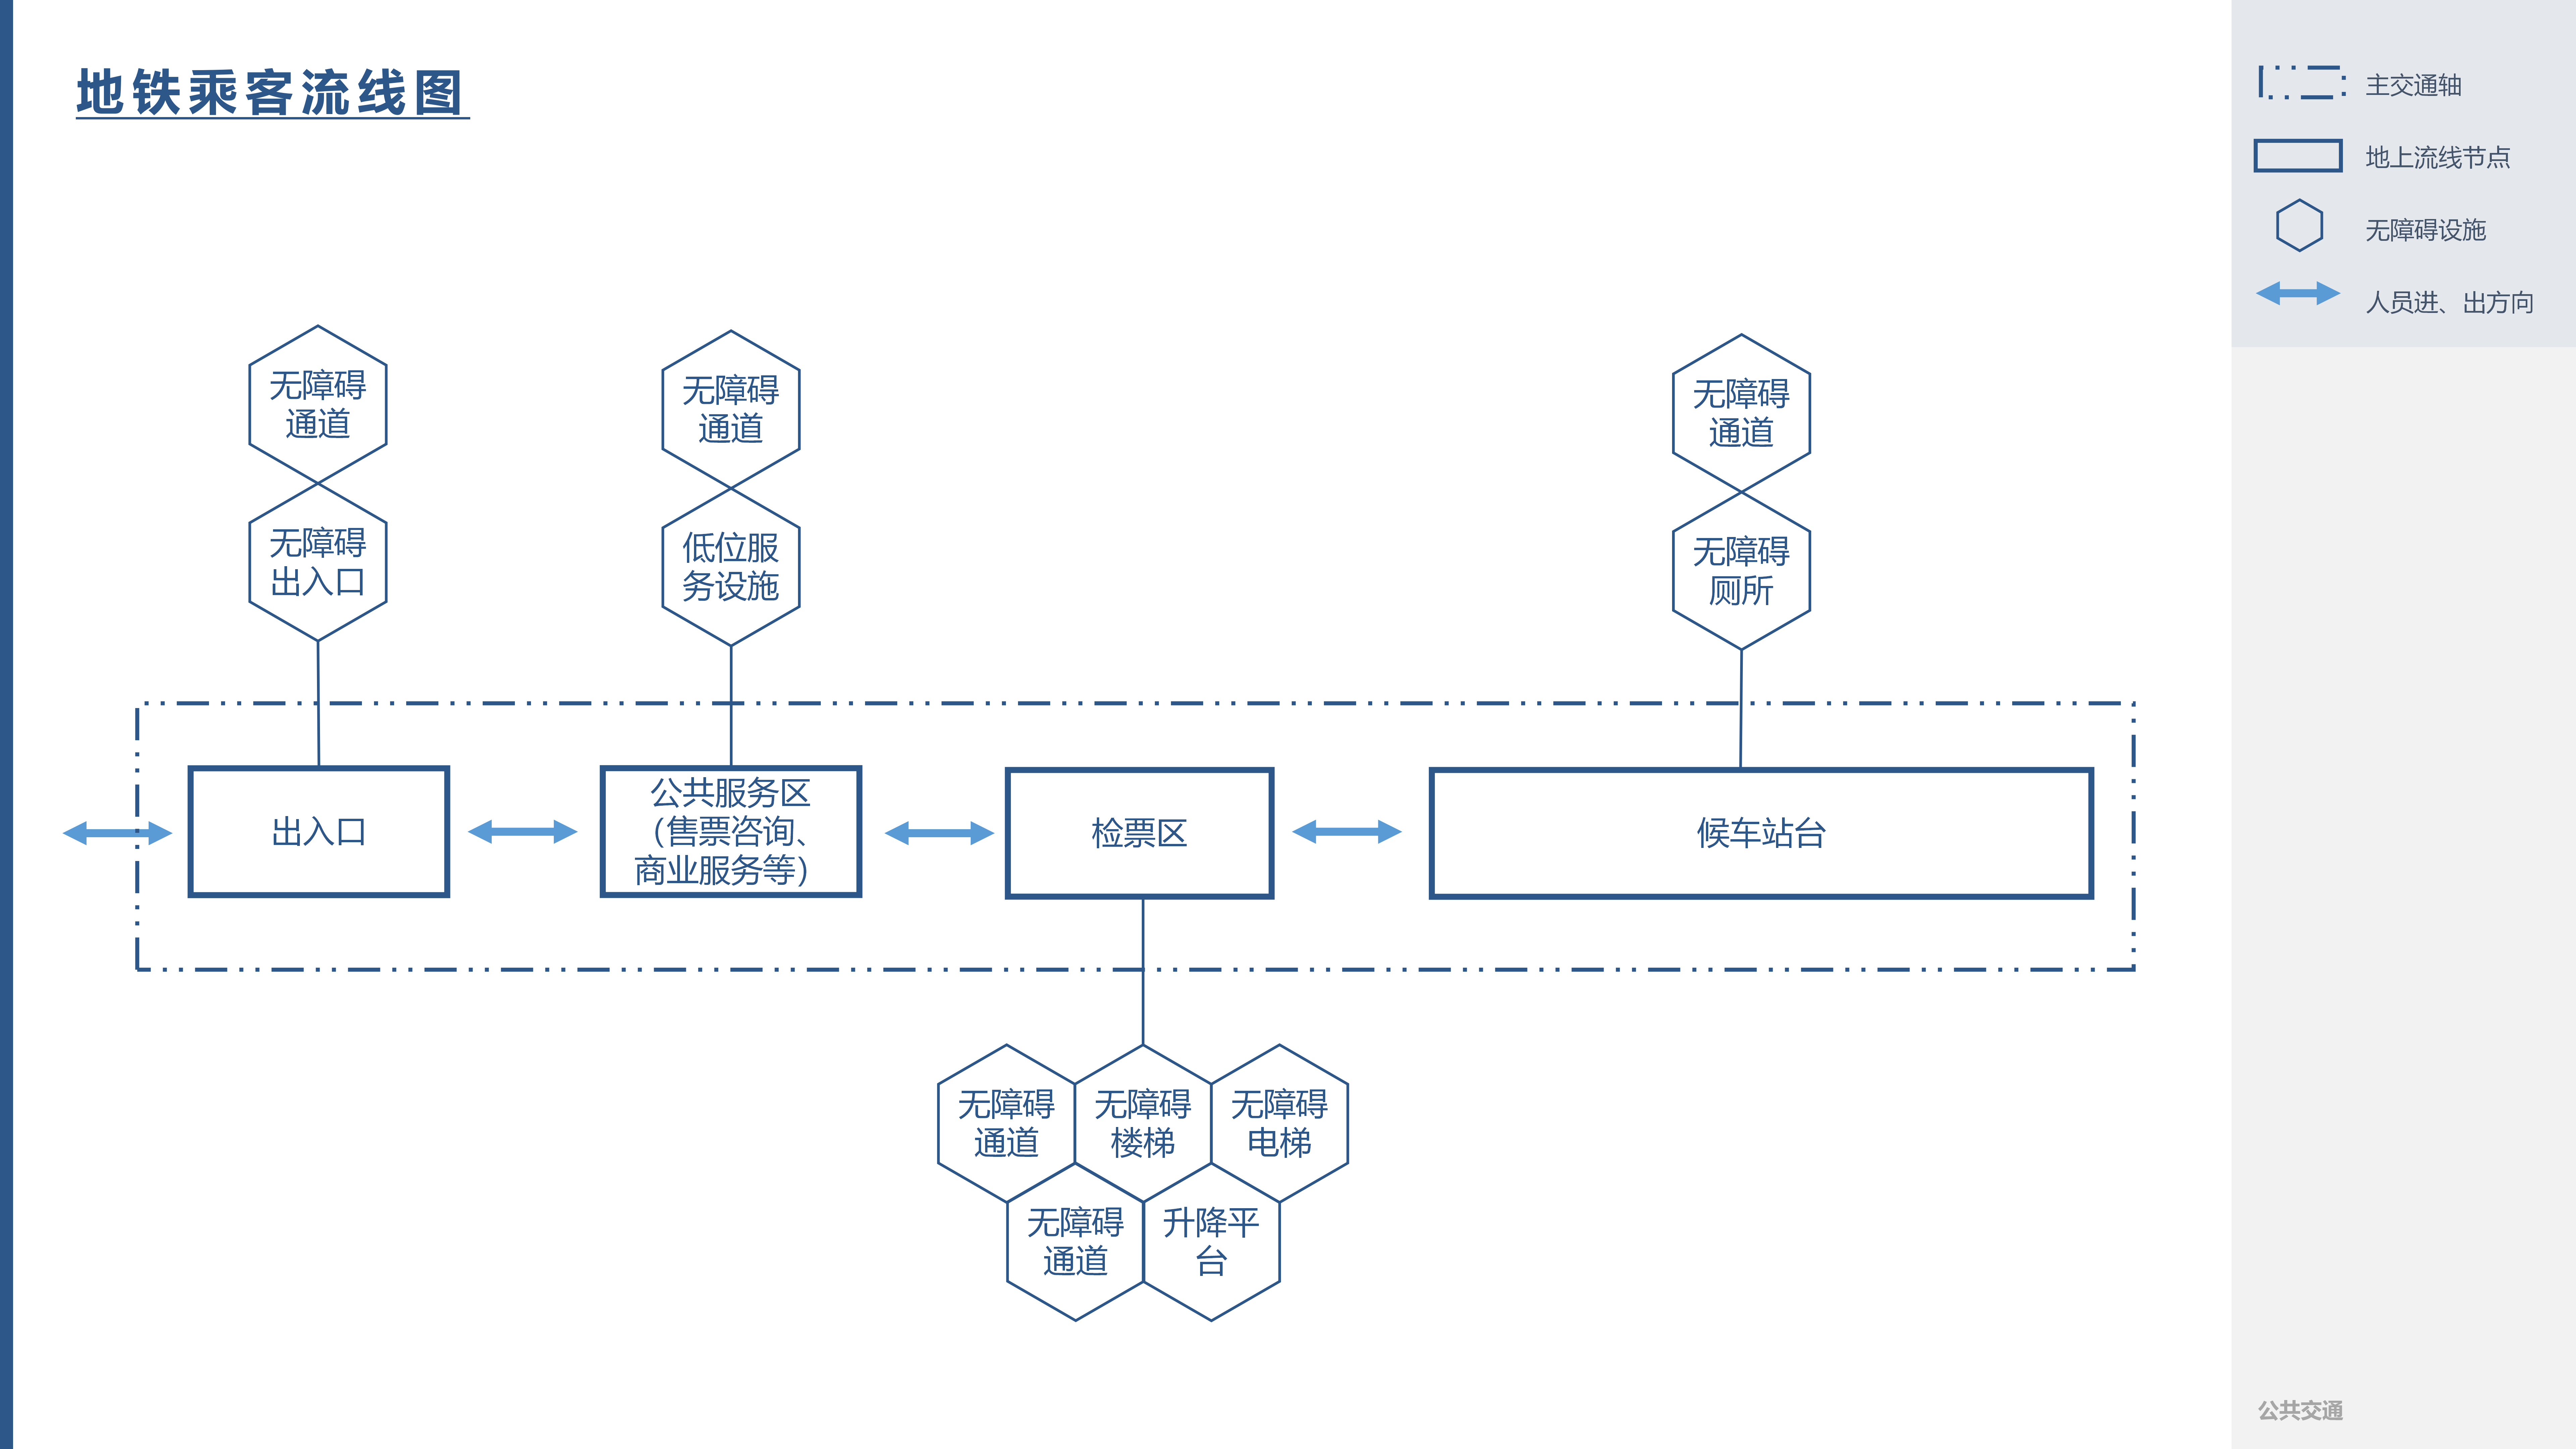 地铁乘客流线图
主交通轴
地上流线节点
无障碍设施
人员进、出方向
无障碍
通道
无障碍
出入口
无障碍
通道
低位服
务设施
无障碍
通道
无障碍
厕所
出入口
公共服务区
（售票咨询、
商业服务等）
检票区
候车站台
无障碍
通道
无障碍
楼梯
无障碍
电梯
无障碍
通道
升降平
台
公共交通